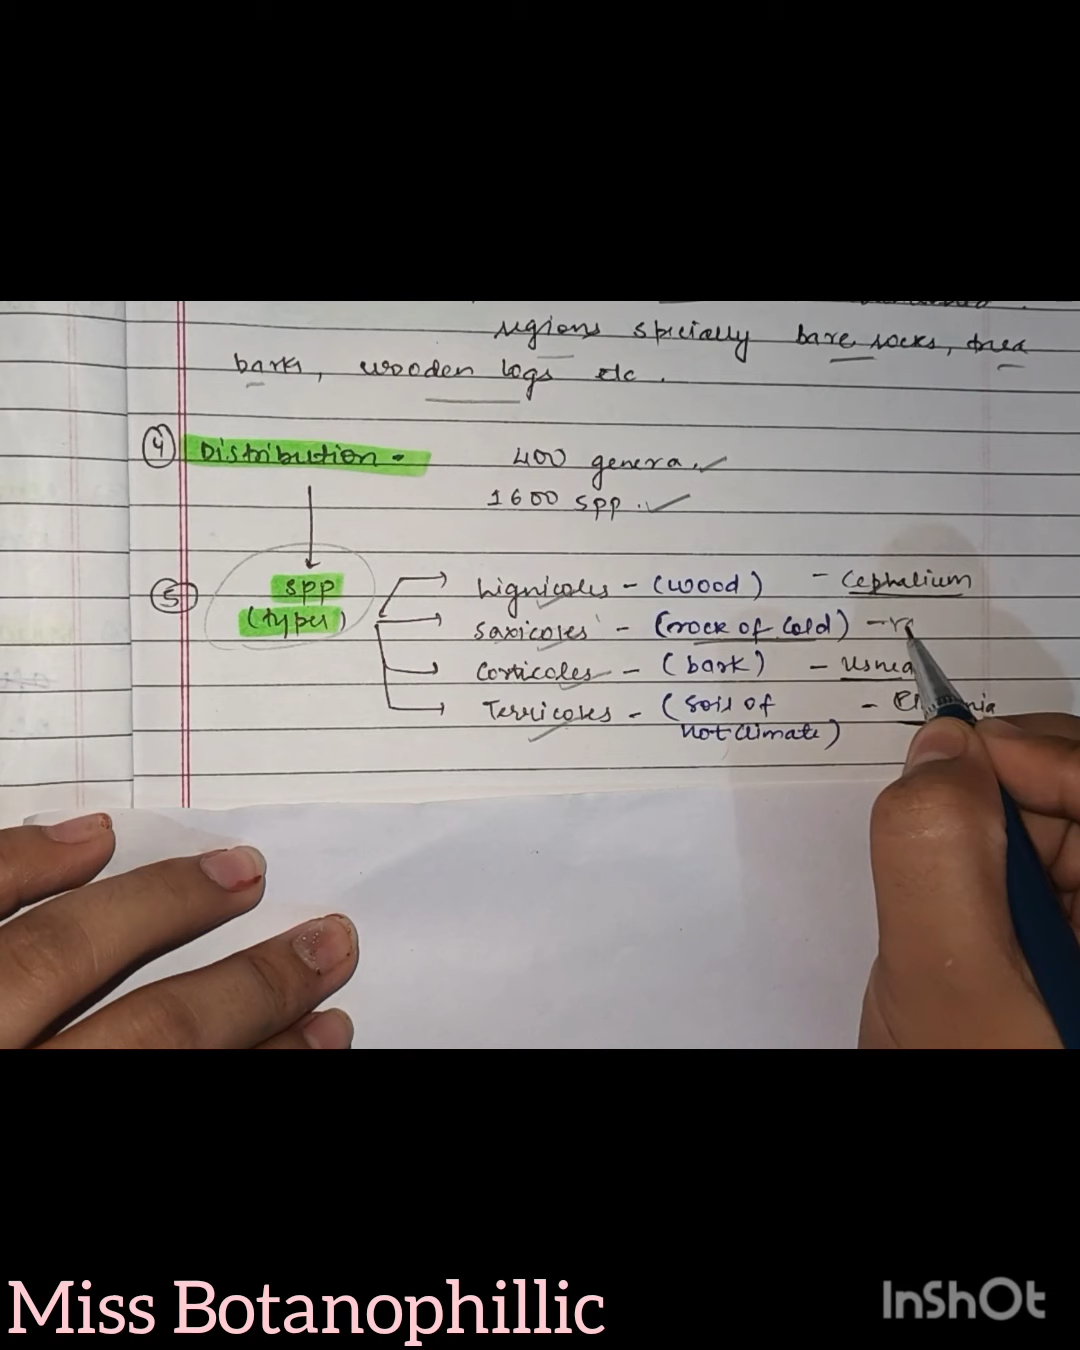 regions specially bare rocks, tree
barks, wooden logs etc.
④ Distribution - 400 genera.
1600 spp.
⑤ spp
(types)
Lignicoles - (wood) - Cephalium
Saxicoles - (rock of cold)
Corticoles - (bark) - Usnea
Terricoles - (Soil of
hot climate)
Miss Botanophillic
InShOt